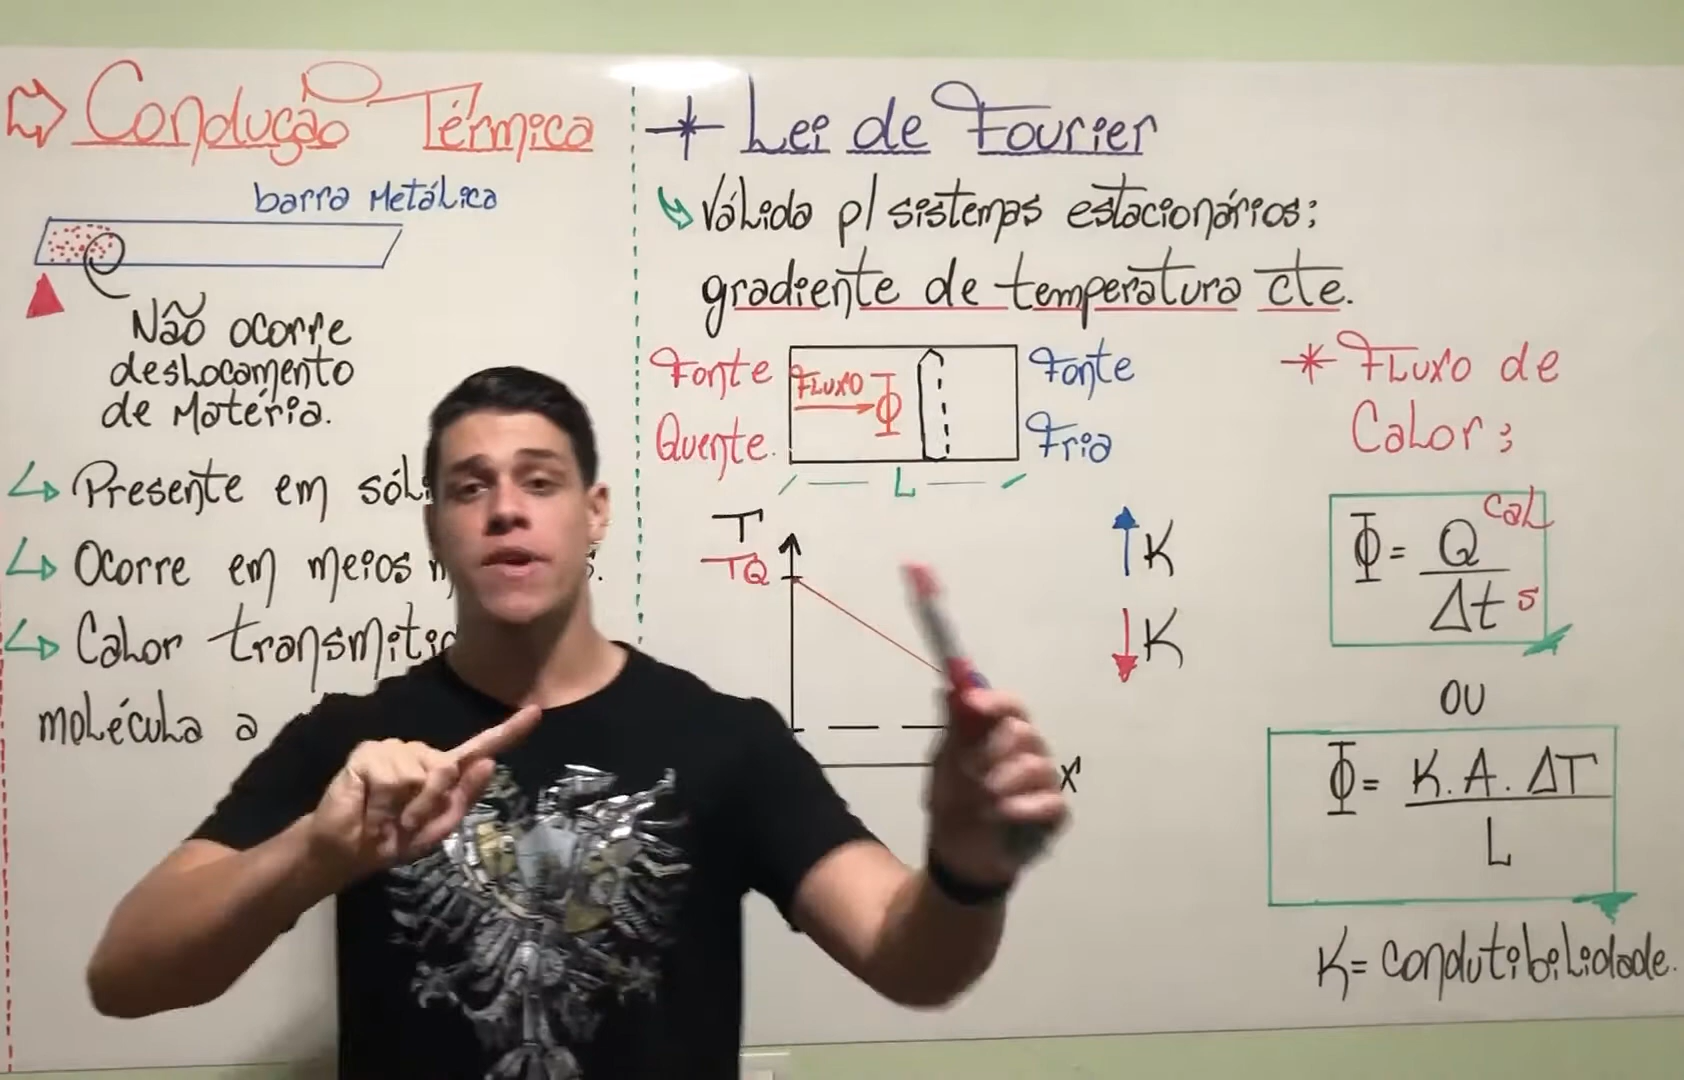 Condução Térmica
barra Metálica
Não ocorre
deslocamento
de Matéria.
Presente em
Ocorre em meios
Calor
molécula a
* Lei de Fourier
Válida p/ sistemas estacionários:
gradiente de temperatura cte.
Fonte
Quente.
Fluxo Φ
Fonte
Fria
L
T
TQ
x
K
K
* Fluxo de
Calor:
Φ = Q cal
Δt s
OU
Φ = K. A. ΔT
L
K = condutibilidade.